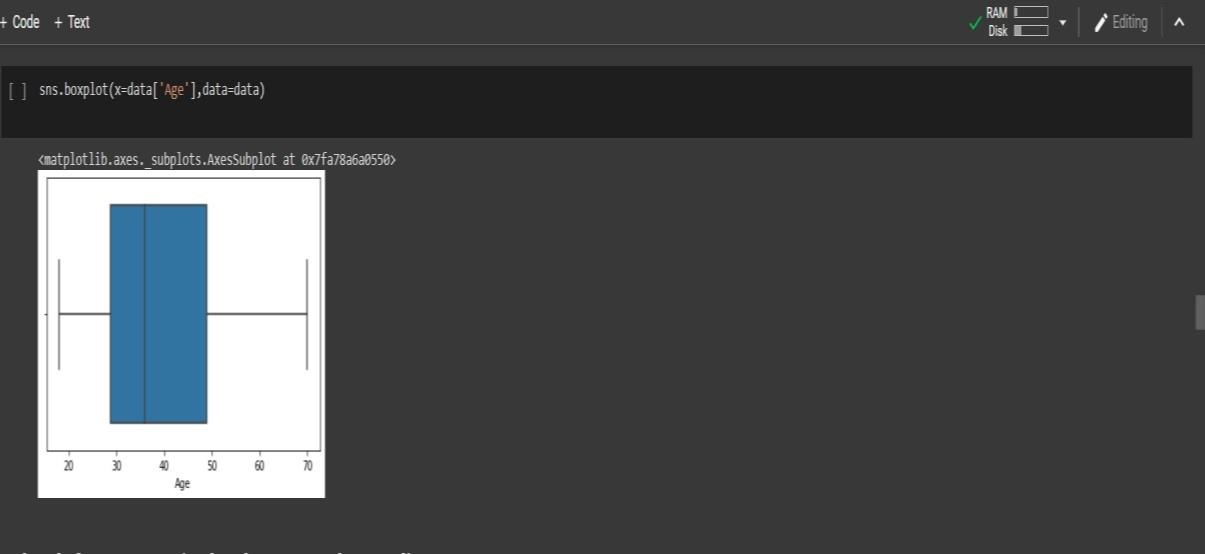 + Code + Text
RAM
Disk
Editing
[ ] sns.boxplot(x=data['Age'],data=data)
<matplotlib.axes._subplots.AxesSubplot at 0x7fa78a6a0550>
20 30 40 50 60 70
Age